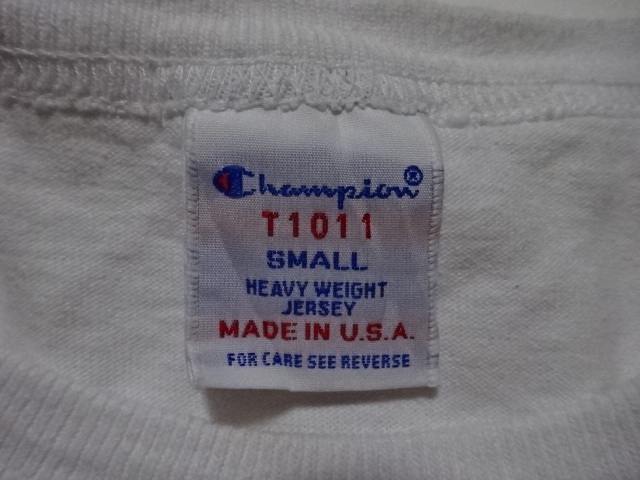 Champion®
T1011
SMALL
HEAVY WEIGHT
JERSEY
MADE IN U.S.A.
FOR CARE SEE REVERSE